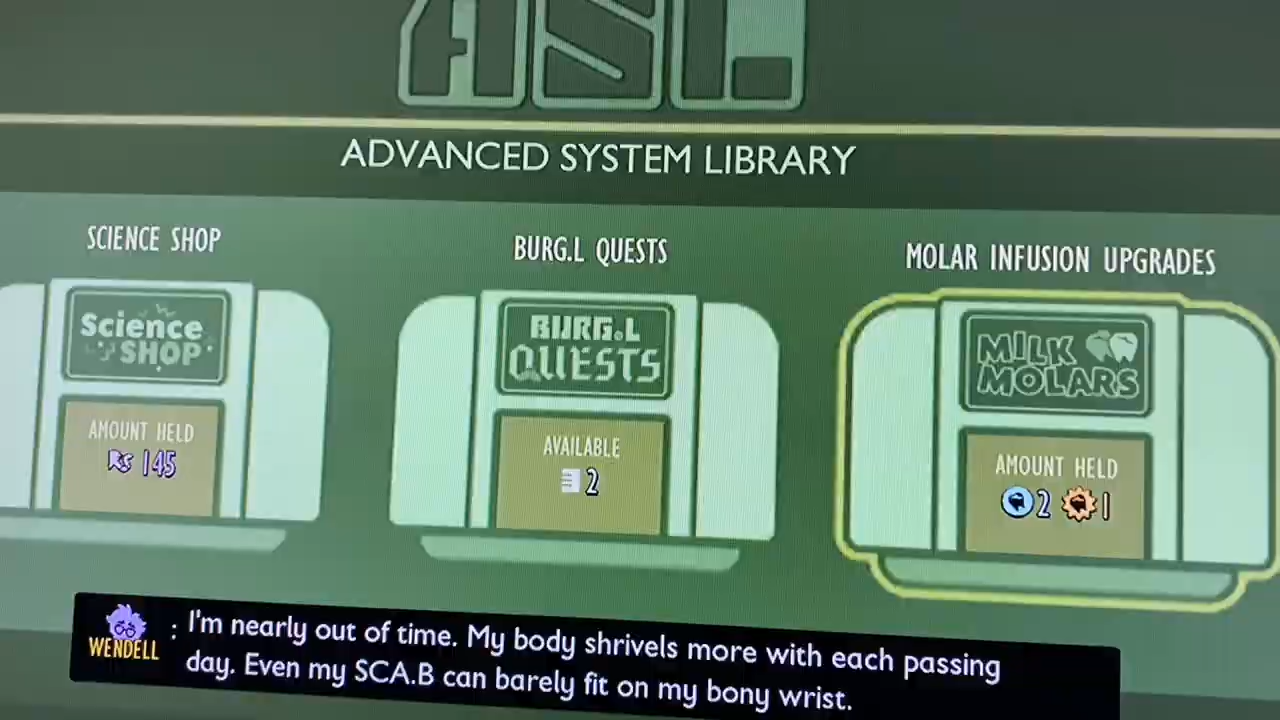 ASL
ADVANCED SYSTEM LIBRARY
SCIENCE SHOP
BURG.L QUESTS
MOLAR INFUSION UPGRADES
Science
SHOP
BURG.L
QUESTS
MILK
MOLARS
AMOUNT HELD
RS 145
AVAILABLE
2
AMOUNT HELD
2 1
WENDELL
: I'm nearly out of time. My body shrivels more with each passing
day. Even my SCA.B can barely fit on my bony wrist.